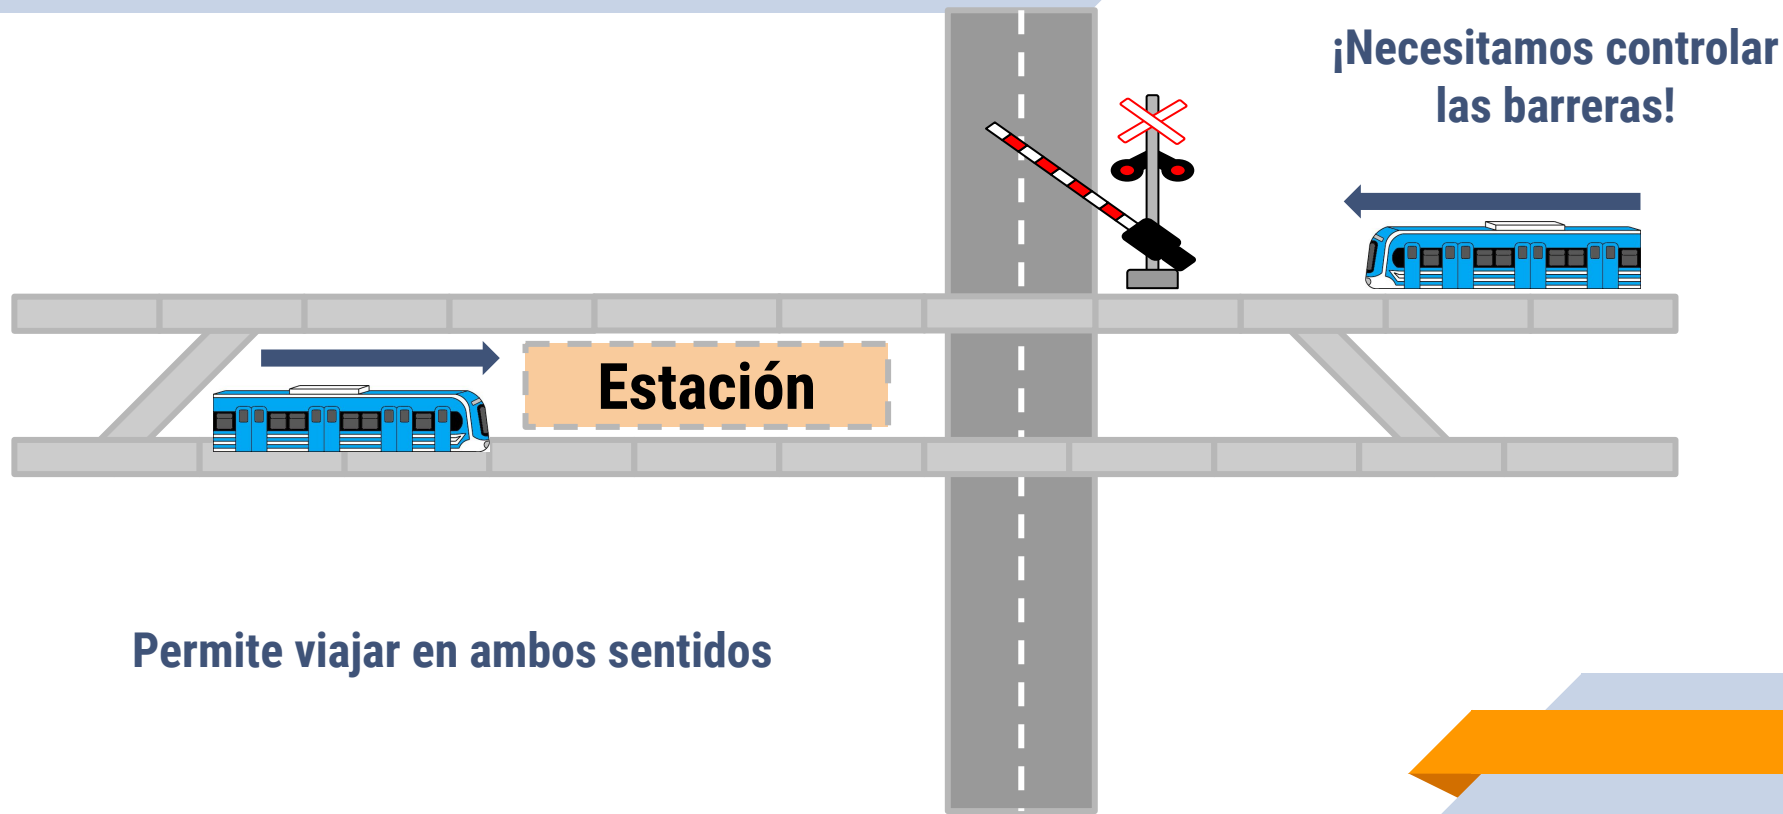 ¡Necesitamos controlar
las barreras!
Estación
Permite viajar en ambos sentidos